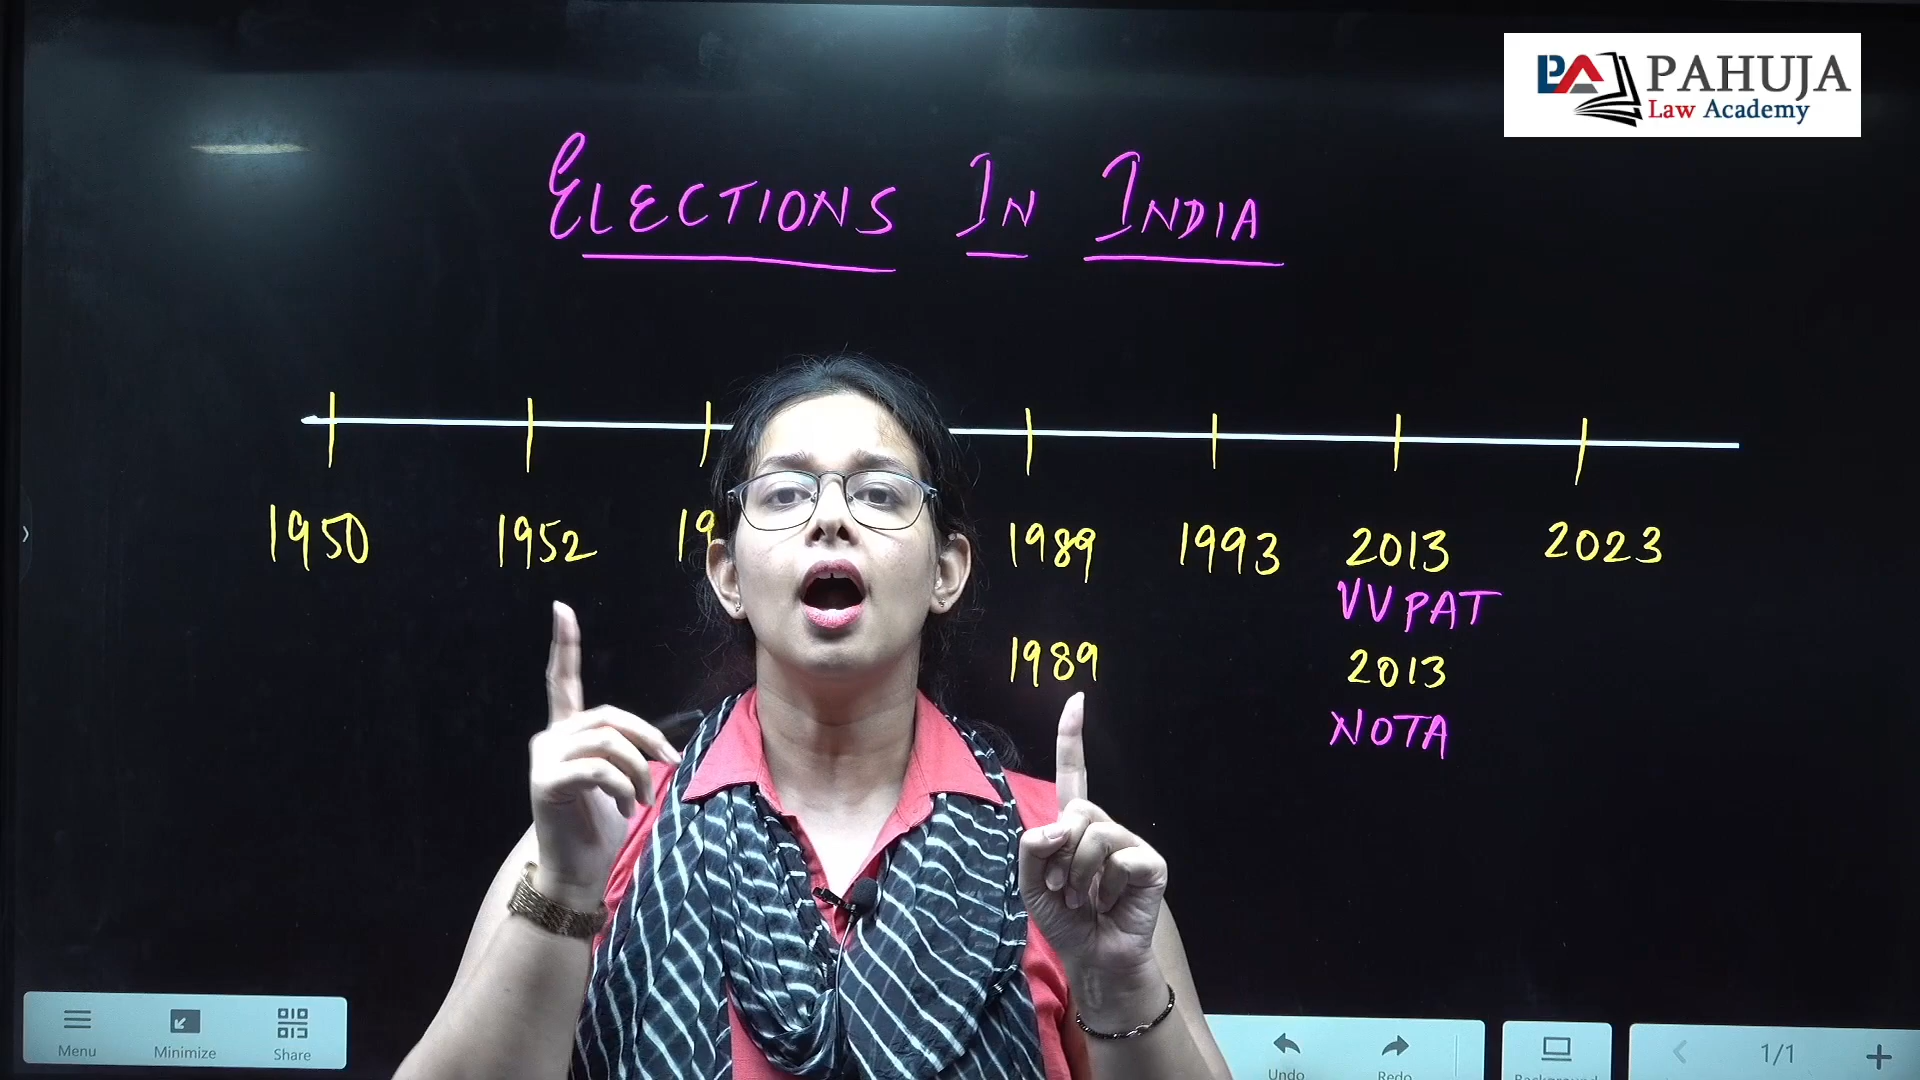 PAHUJA
Law Academy
ELECTIONS IN INDIA
1950 1952 19 1989 1993 2013 2023
VVPAT
1989 2013
NOTA
Menu Minimize Share Undo Redo 1/1